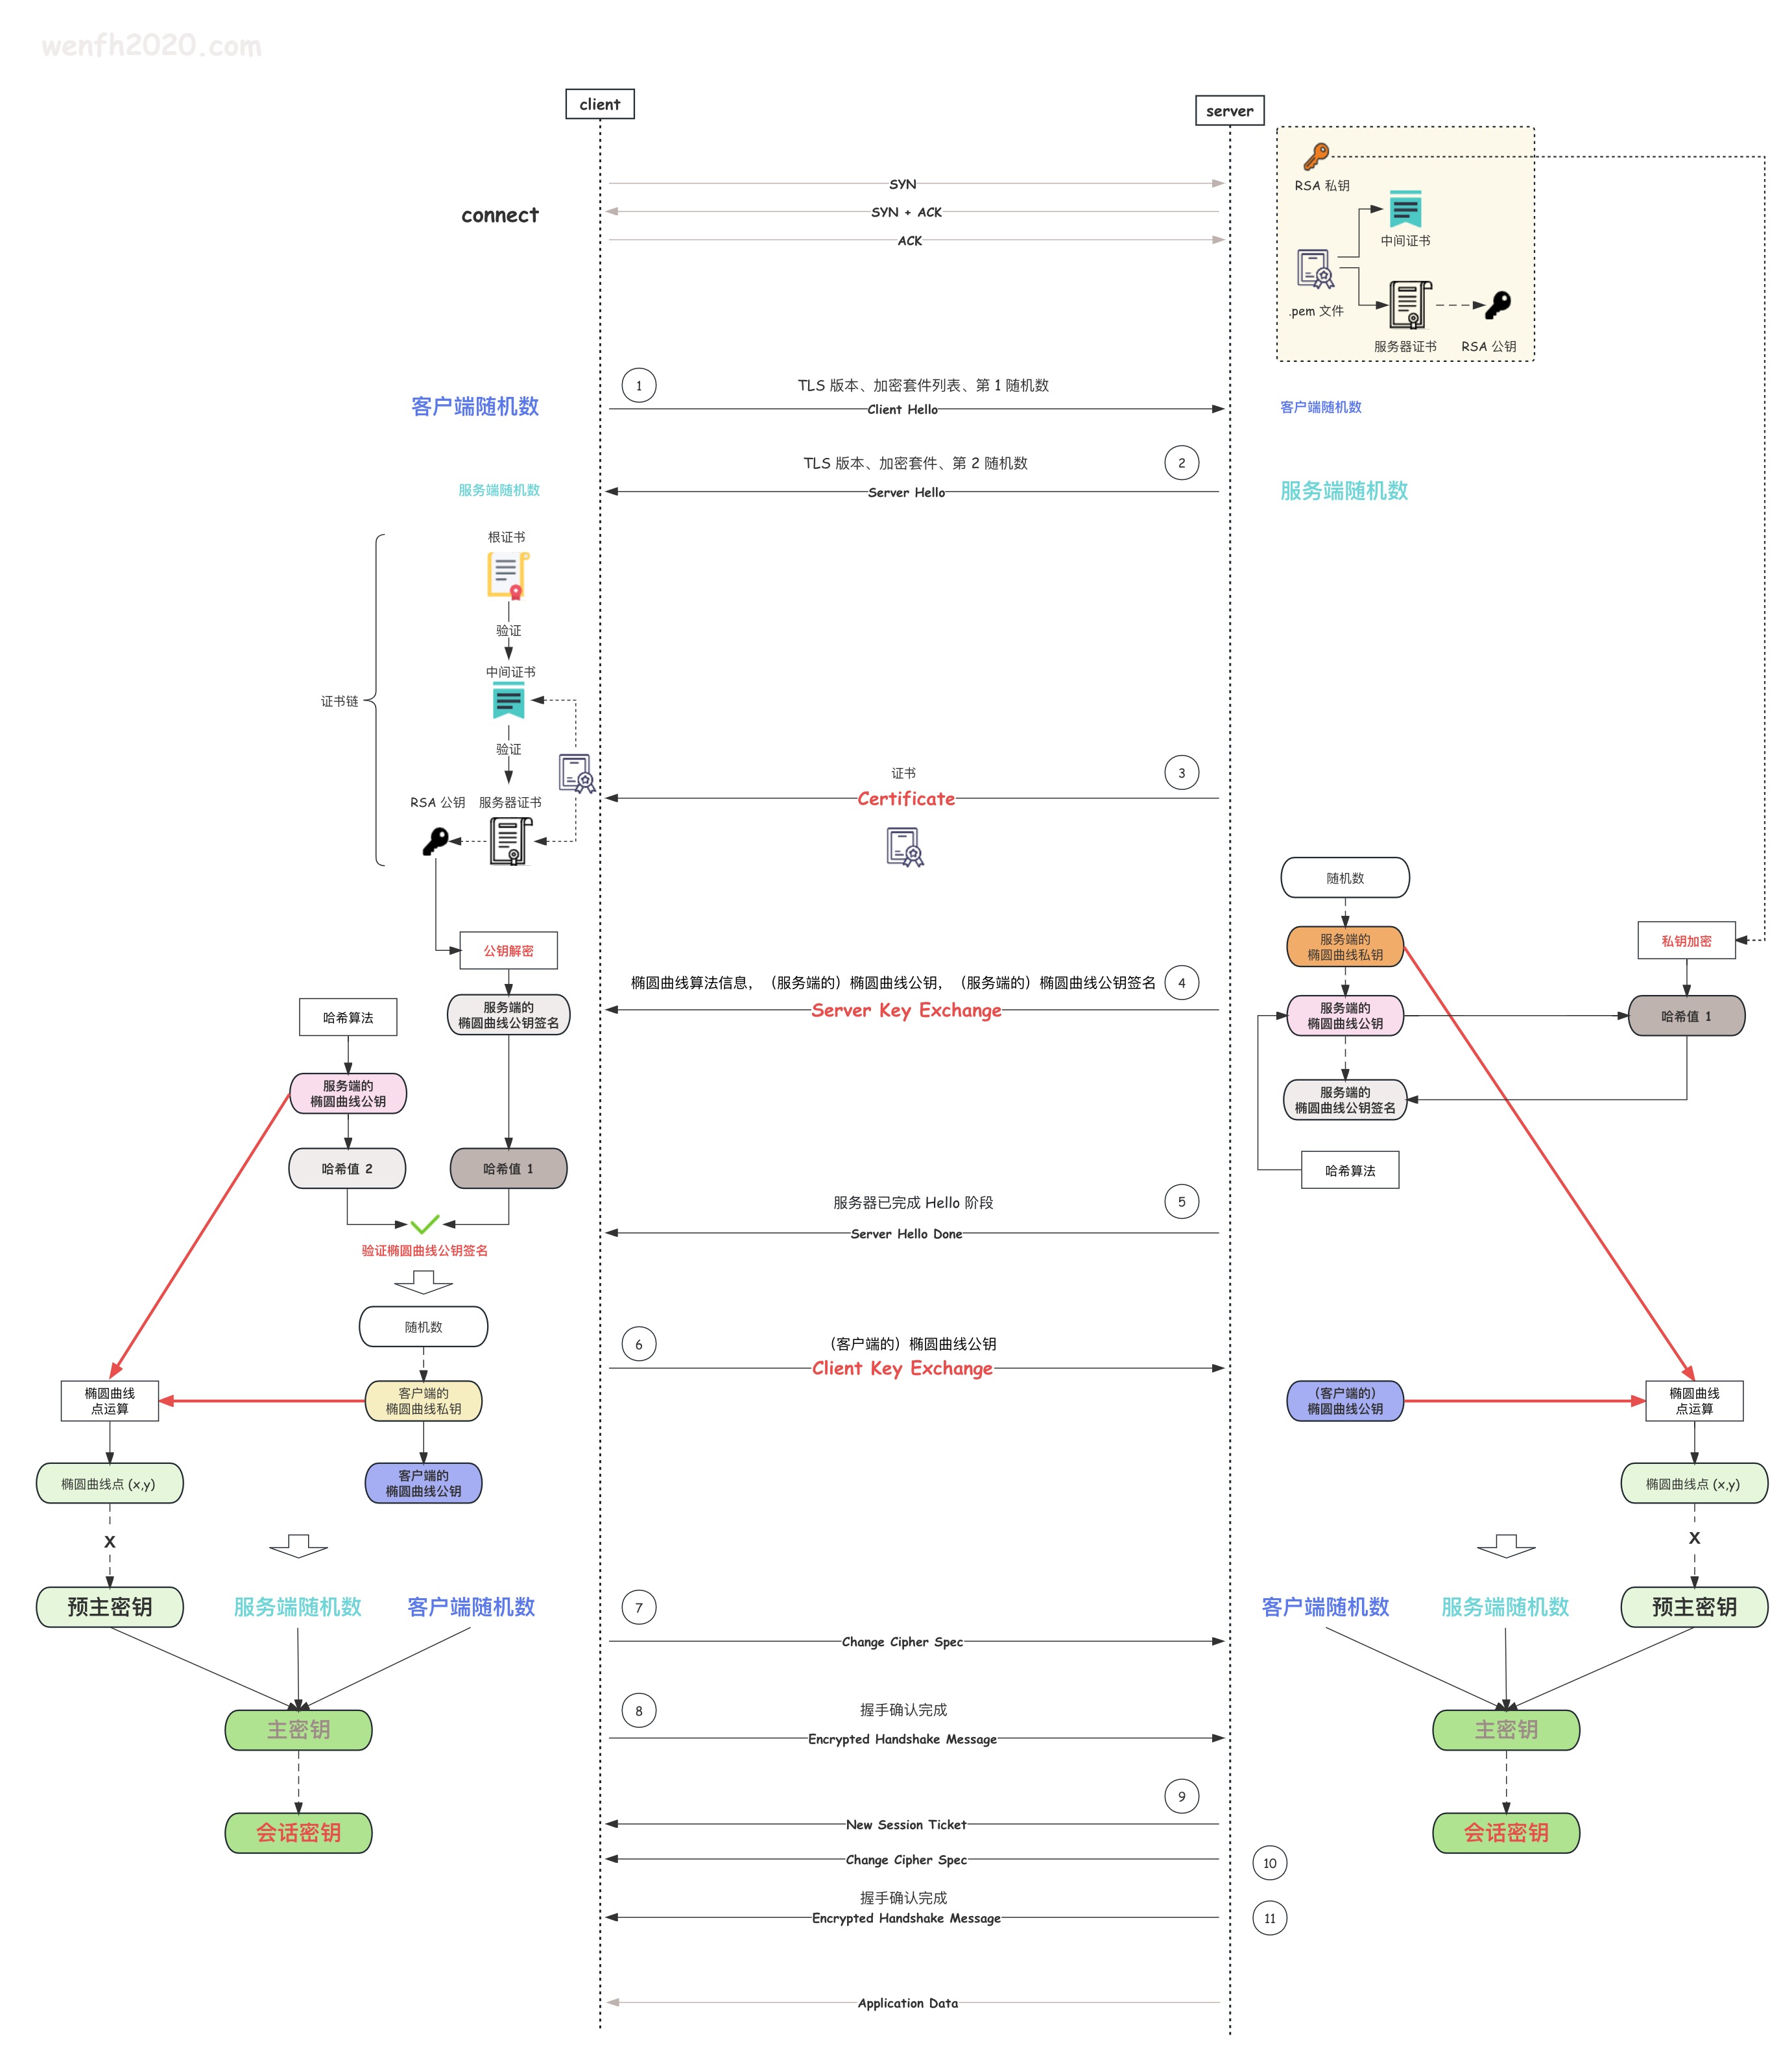 wenfh2020.com
client
server
RSA 私钥
SYN
connect
SYN + ACK
ACK
中间证书
.pem 文件
服务器证书
RSA 公钥
1
TLS 版本、加密套件列表、第 1 随机数
客户端随机数
Client Hello
客户端随机数
TLS 版本、加密套件、第 2 随机数
2
服务端随机数
Server Hello
服务端随机数
根证书
验证
中间证书
证书链
验证
证书
3
RSA 公钥
服务器证书
Certificate
随机数
公钥解密
服务端的
椭圆曲线私钥
私钥加密
椭圆曲线算法信息，（服务端的）椭圆曲线公钥，（服务端的）椭圆曲线公钥签名
4
Server Key Exchange
哈希算法
服务端的
椭圆曲线公钥签名
服务端的
椭圆曲线公钥
哈希值 1
服务端的
椭圆曲线公钥
服务端的
椭圆曲线公钥签名
哈希值 2
哈希值 1
哈希算法
服务器已完成 Hello 阶段
5
Server Hello Done
验证椭圆曲线公钥签名
随机数
6
（客户端的）椭圆曲线公钥
Client Key Exchange
椭圆曲线
点运算
客户端的
椭圆曲线私钥
（客户端的）
椭圆曲线公钥
椭圆曲线
点运算
椭圆曲线点 (x,y)
客户端的
椭圆曲线公钥
椭圆曲线点 (x,y)
X
X
预主密钥
服务端随机数
客户端随机数
7
客户端随机数
服务端随机数
预主密钥
Change Cipher Spec
8
握手确认完成
主密钥
Encrypted Handshake Message
主密钥
9
New Session Ticket
会话密钥
会话密钥
Change Cipher Spec
10
握手确认完成
Encrypted Handshake Message
11
Application Data